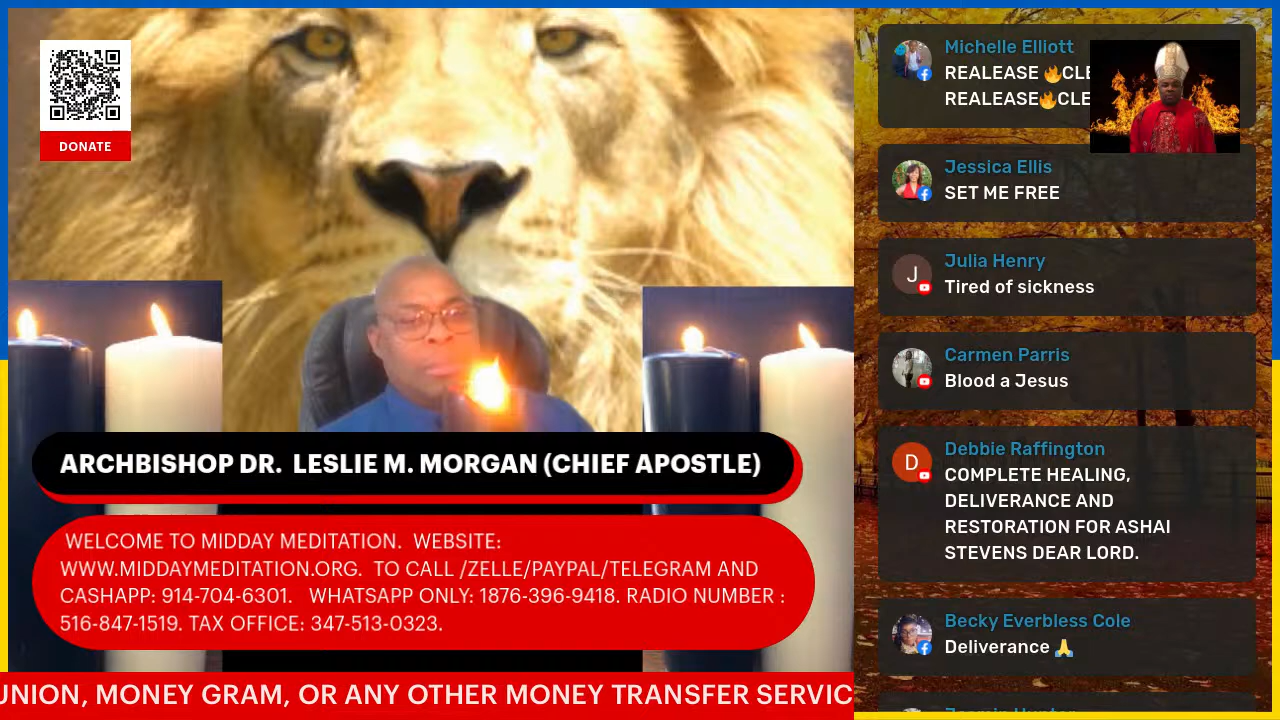 DONATE
ARCHBISHOP DR. LESLIE M. MORGAN (CHIEF APOSTLE)
WELCOME TO MIDDAY MEDITATION. WEBSITE:
WWW.MIDDAYMEDITATION.ORG. TO CALL /ZELLE/PAYPAL/TELEGRAM AND
CASHAPP: 914-704-6301. WHATSAPP ONLY: 1876-396-9418. RADIO NUMBER :
516-847-1519. TAX OFFICE: 347-513-0323.
UNION, MONEY GRAM, OR ANY OTHER MONEY TRANSFER SERVIC
Michelle Elliott
REALEASE 🔥CLE
REALEASE🔥CLE
Jessica Ellis
SET ME FREE
J
Julia Henry
Tired of sickness
Carmen Parris
Blood a Jesus
D
Debbie Raffington
COMPLETE HEALING,
DELIVERANCE AND
RESTORATION FOR ASHAI
STEVENS DEAR LORD.
Becky Everbless Cole
Deliverance 🙏